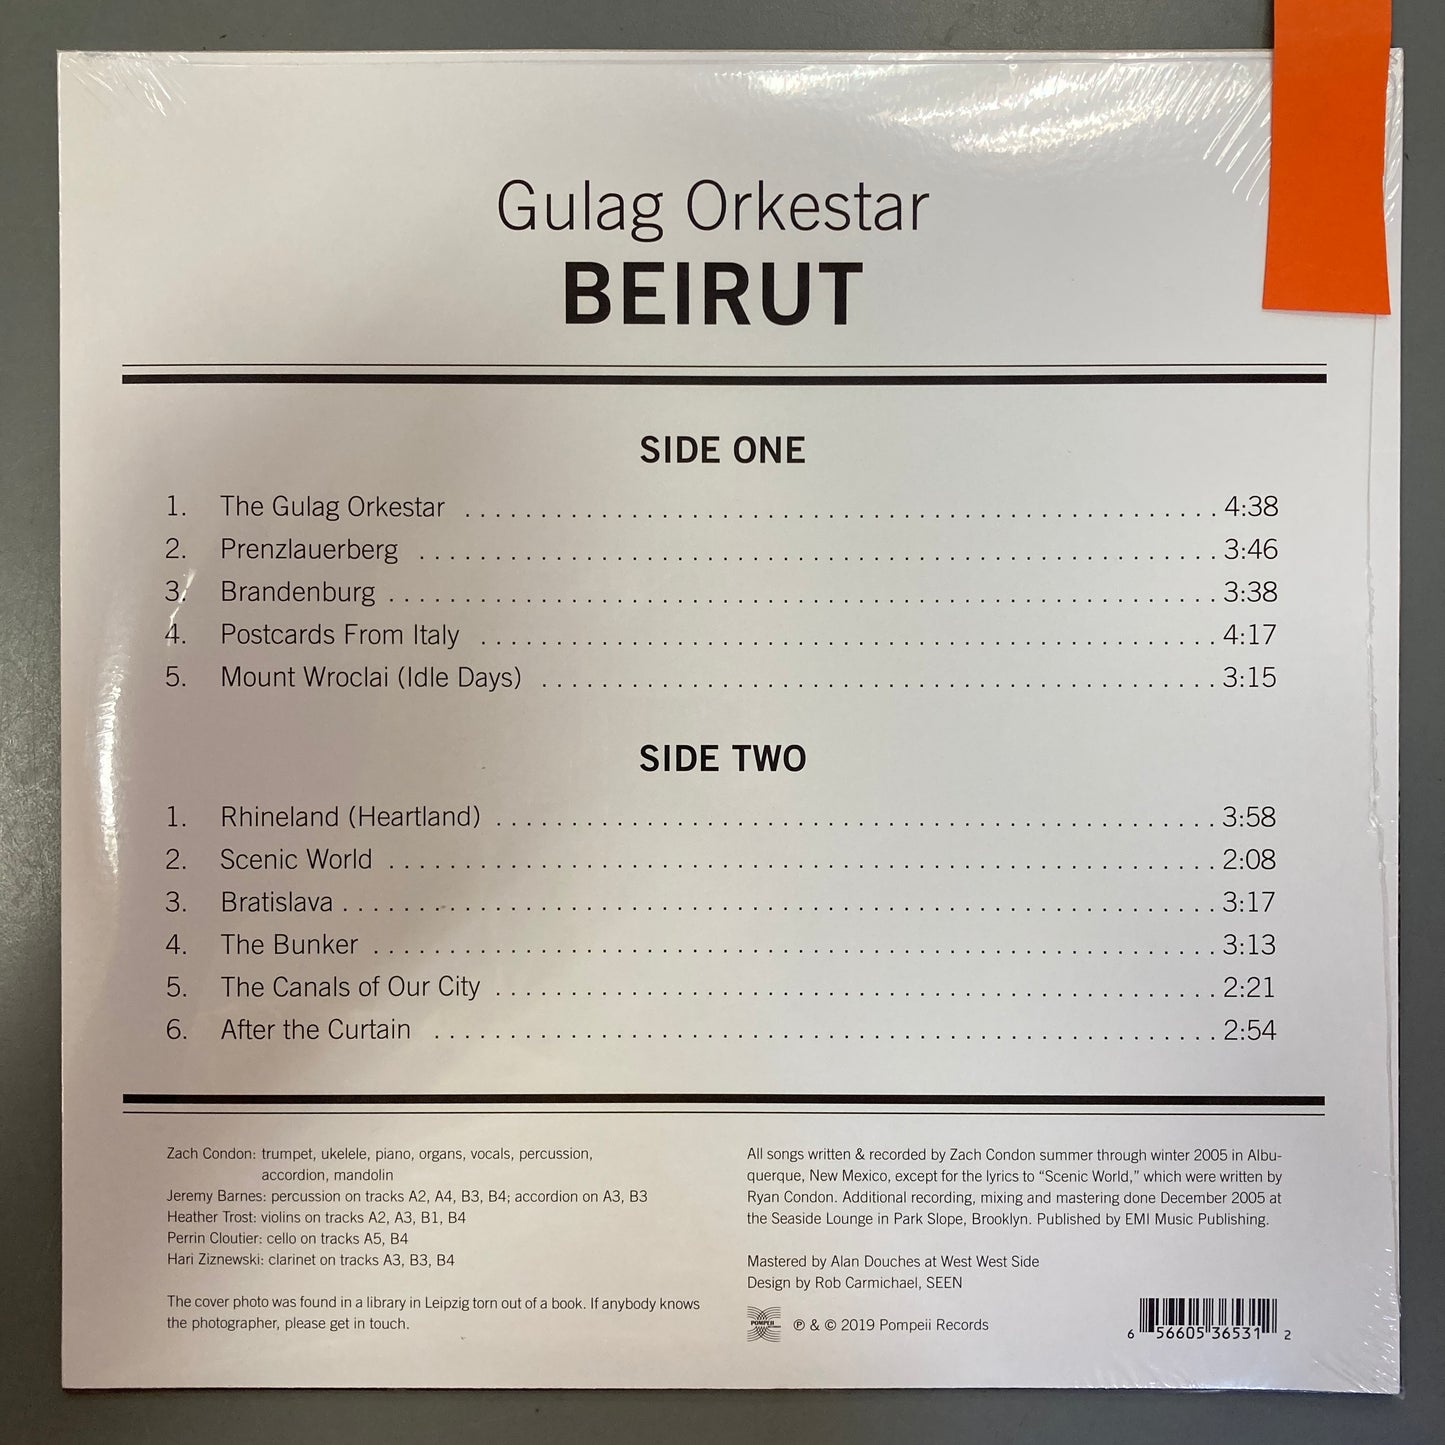 Gulag Orkestar
BEIRUT
SIDE ONE
1. The Gulag Orkestar 4:38
2. Prenzlauerberg 3:46
3. Brandenburg 3:38
4. Postcards From Italy 4:17
5. Mount Wroclai (Idle Days) 3:15
SIDE TWO
1. Rhineland (Heartland) 3:58
2. Scenic World 2:08
3. Bratislava 3:17
4. The Bunker 3:13
5. The Canals of Our City 2:21
6. After the Curtain 2:54
Zach Condon: trumpet, ukelele, piano, organs, vocals, percussion,
accordion, mandolin
Jeremy Barnes: percussion on tracks A2, A4, B3, B4; accordion on A3, B3
Heather Trost: violins on tracks A2, A3, B1, B4
Perrin Cloutier: cello on tracks A5, B4
Hari Ziznewski: clarinet on tracks A3, B3, B4
The cover photo was found in a library in Leipzig torn out of a book. If anybody knows
the photographer, please get in touch.
All songs written & recorded by Zach Condon summer through winter 2005 in Albu-
querque, New Mexico, except for the lyrics to “Scenic World,” which were written by
Ryan Condon. Additional recording, mixing and mastering done December 2005 at
the Seaside Lounge in Park Slope, Brooklyn. Published by EMI Music Publishing.
Mastered by Alan Douches at West West Side
Design by Rob Carmichael, SEEN
POMPEII
℗ & © 2019 Pompeii Records
6 56605 36531 2